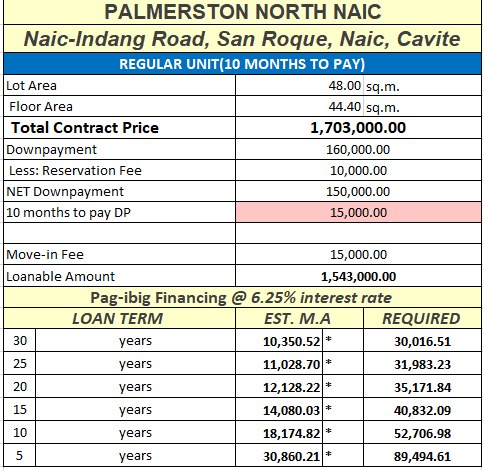 PALMERSTON NORTH NAIC
Naic-Indang Road, San Roque, Naic, Cavite
REGULAR UNIT(10 MONTHS TO PAY)
Lot Area 48.00 sq.m.
Floor Area 44.40 sq.m.
Total Contract Price 1,703,000.00
Downpayment 160,000.00
Less: Reservation Fee 10,000.00
NET Downpayment 150,000.00
10 months to pay DP 15,000.00
Move-in Fee 15,000.00
Loanable Amount 1,543,000.00
Pag-ibig Financing @ 6.25% interest rate
LOAN TERM EST. M.A REQUIRED
30 years 10,350.52 * 30,016.51
25 years 11,028.70 * 31,983.23
20 years 12,128.22 * 35,171.84
15 years 14,080.03 * 40,832.09
10 years 18,174.82 * 52,706.98
5 years 30,860.21 * 89,494.61